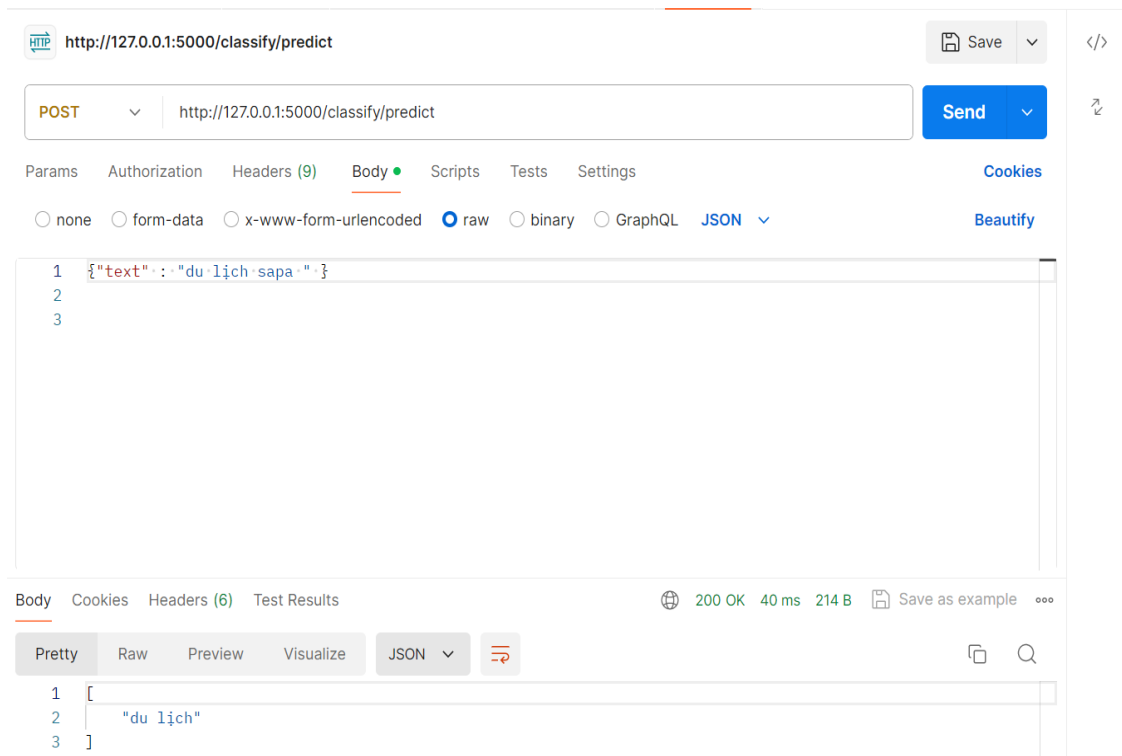 HTTP http://127.0.0.1:5000/classify/predict Save
POST http://127.0.0.1:5000/classify/predict Send
Params Authorization Headers (9) Body Scripts Tests Settings Cookies
none form-data x-www-form-urlencoded raw binary GraphQL JSON Beautify
1 {"text" : "du lịch sapa " }
2
3
Body Cookies Headers (6) Test Results 200 OK 40 ms 214 B Save as example
Pretty Raw Preview Visualize JSON
1 [
2 "du lịch"
3 ]